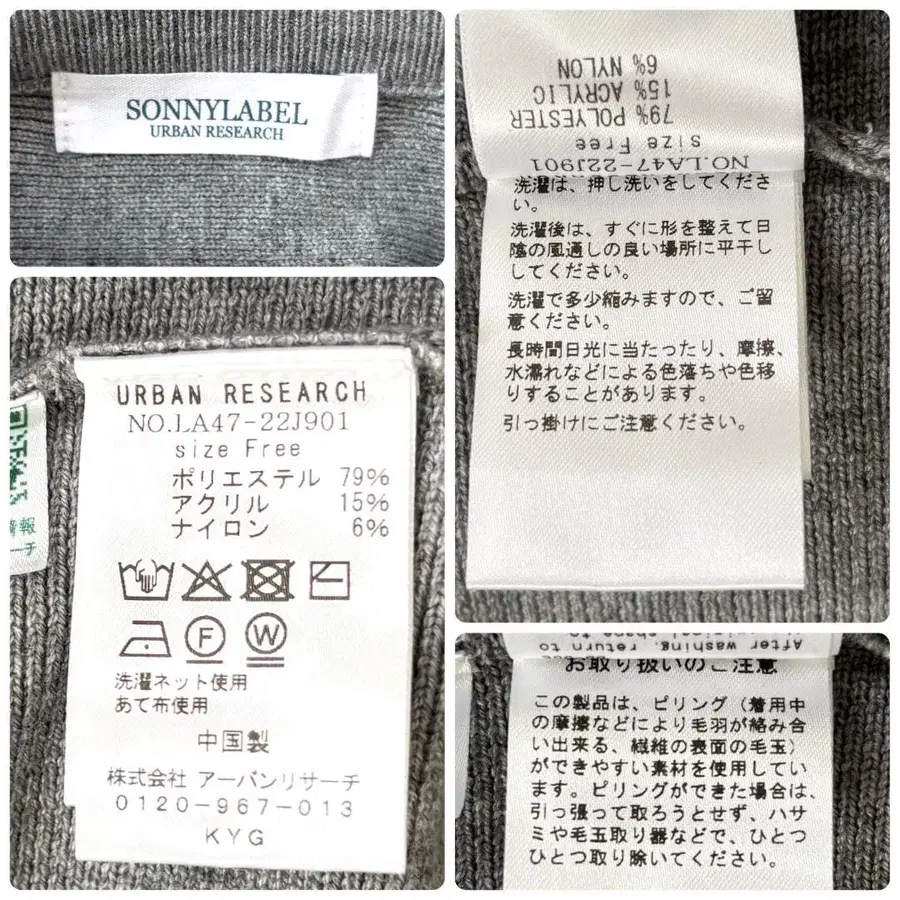 SONNYLABEL
URBAN RESEARCH
6% NYLON
15% ACRYLIC
79% POLYESTER
size Free
NO.LA47-22J901
洗濯は、押し洗いをしてくださ
い。
洗濯後は、すぐに形を整えて日
陰の風通しの良い場所に平干し
してください。
洗濯で多少縮みますので、ご留
意ください。
長時間日光に当たったり、摩擦、
水濡れなどによる色落ちや色移
りすることがあります。
引っ掛けにご注意ください。
URBAN RESEARCH
NO.LA47-22J901
size Free
ポリエステル 79%
アクリル 15%
ナイロン 6%
F
W
洗濯ネット使用
あて布使用
中国製
株式会社 アーバンリサーチ
0120-967-013
KYG
情報
ーチ
After washing, return to
お取り扱いのご注意
この製品は、ピリング（着用中
の摩擦などにより毛羽が絡み合
い出来る、繊維の表面の毛玉）
ができやすい素材を使用してい
ます。ピリングができた場合は、
引っ張って取ろうとせず、ハサ
ミや毛玉取り器などで、ひとつ
ひとつ取り除いてください。